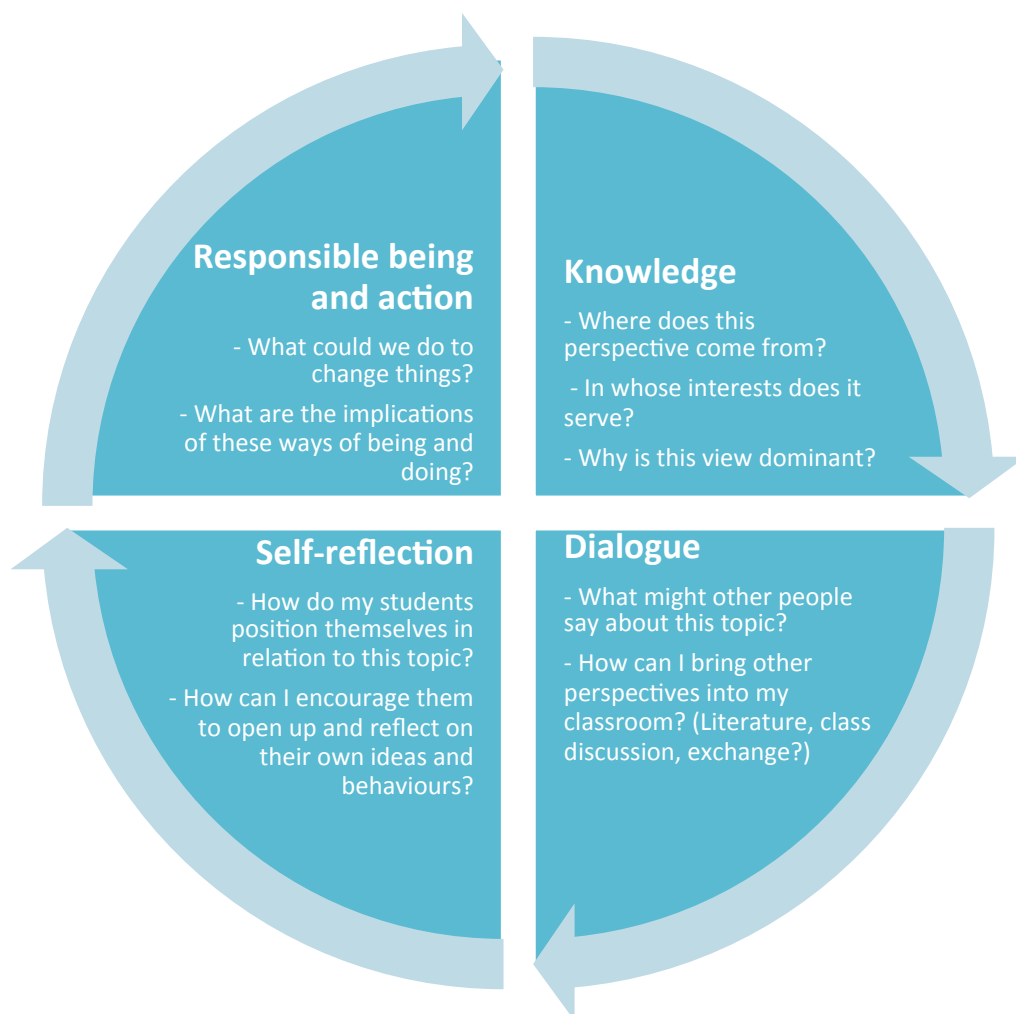 Responsible being
and action
- What could we do to
change things?
- What are the implications
of these ways of being and
doing?
Knowledge
- Where does this
perspective come from?
- In whose interests does it
serve?
- Why is this view dominant?
Self-reflection
- How do my students
position themselves in
relation to this topic?
- How can I encourage them
to open up and reflect on
their own ideas and
behaviours?
Dialogue
- What might other people
say about this topic?
- How can I bring other
perspectives into my
classroom? (Literature, class
discussion, exchange?)